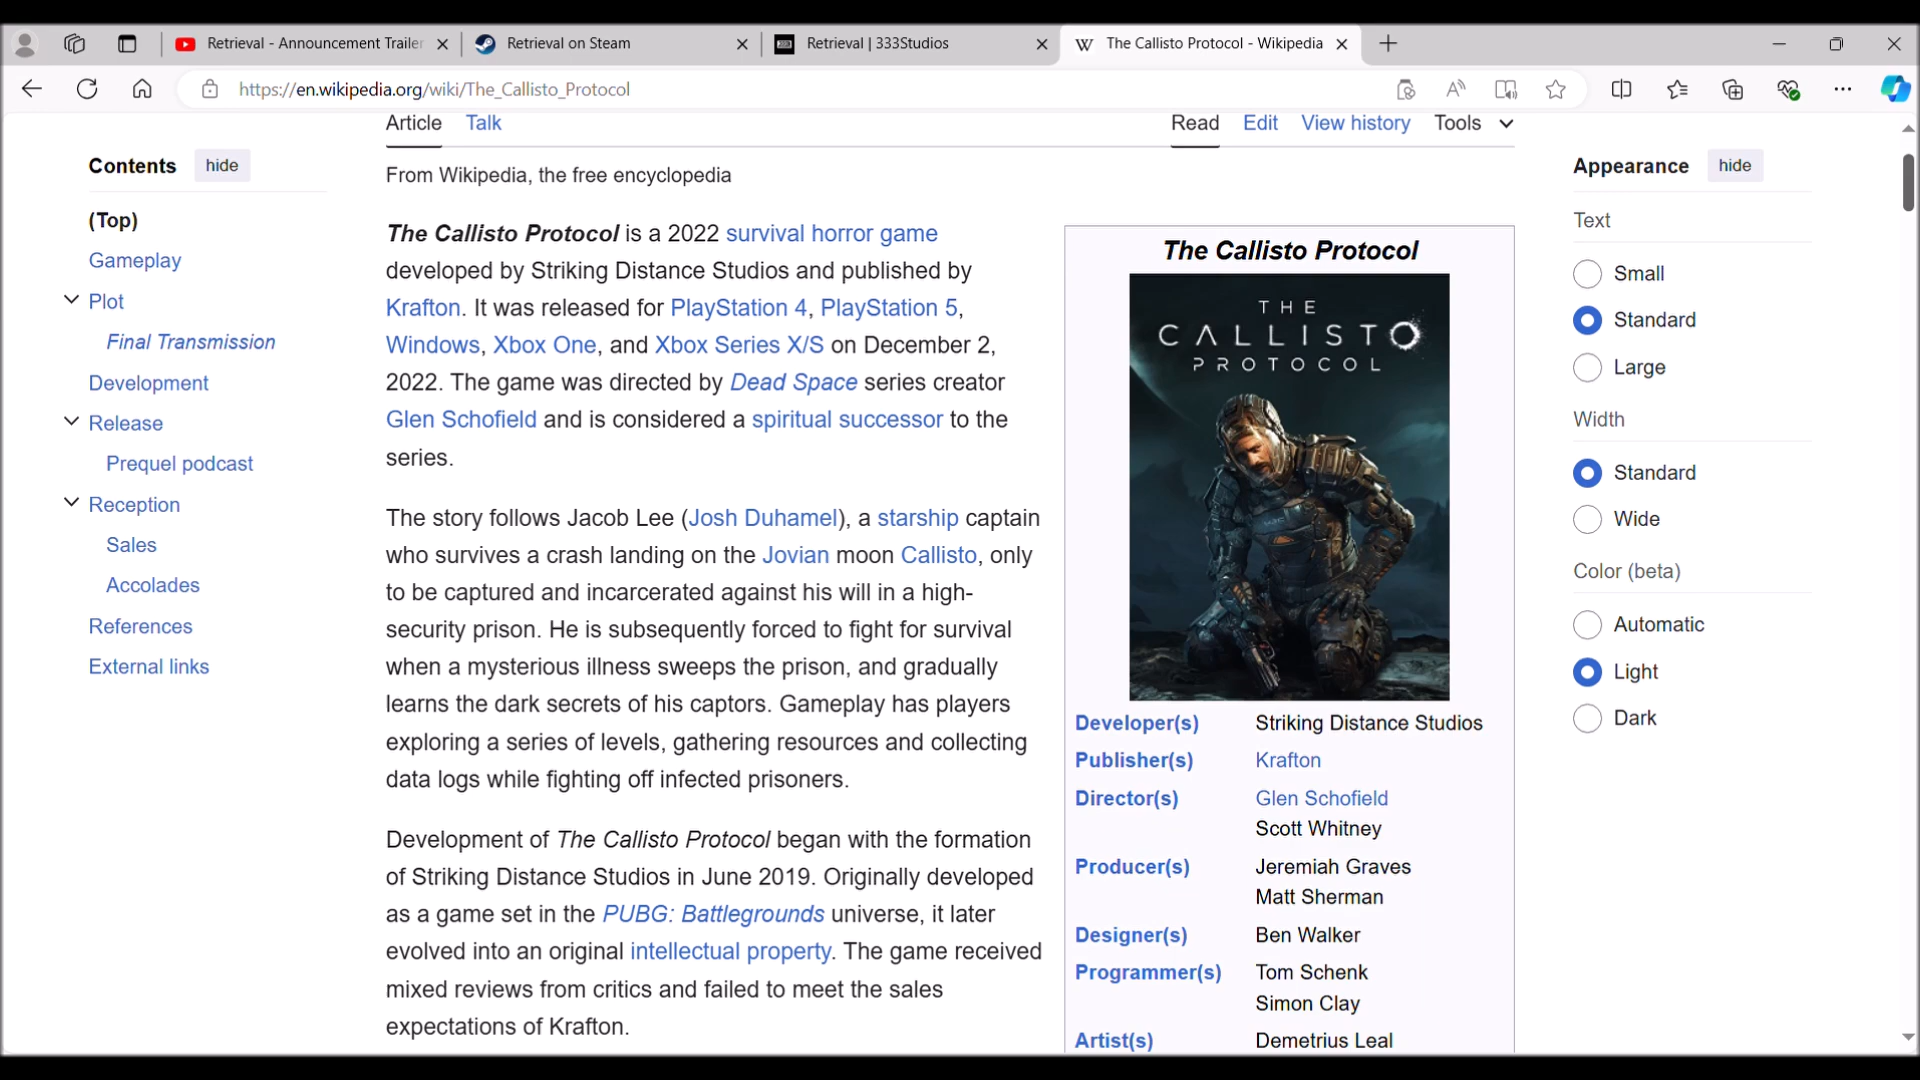 Retrieval - Announcement Trailer
Retrieval on Steam
Retrieval | 333Studios
W
The Callisto Protocol - Wikipedia
https://en.wikipedia.org/wiki/The_Callisto_Protocol
Article
Talk
Read
Edit
View history
Tools
Contents
hide
(Top)
Gameplay
Plot
Final Transmission
Development
Release
Prequel podcast
Reception
Sales
Accolades
References
External links
From Wikipedia, the free encyclopedia
The Callisto Protocol is a 2022 survival horror game
developed by Striking Distance Studios and published by
Krafton. It was released for PlayStation 4, PlayStation 5,
Windows, Xbox One, and Xbox Series X/S on December 2,
2022. The game was directed by Dead Space series creator
Glen Schofield and is considered a spiritual successor to the
series.
The story follows Jacob Lee (Josh Duhamel), a starship captain
who survives a crash landing on the Jovian moon Callisto, only
to be captured and incarcerated against his will in a high-
security prison. He is subsequently forced to fight for survival
when a mysterious illness sweeps the prison, and gradually
learns the dark secrets of his captors. Gameplay has players
exploring a series of levels, gathering resources and collecting
data logs while fighting off infected prisoners.
Development of The Callisto Protocol began with the formation
of Striking Distance Studios in June 2019. Originally developed
as a game set in the PUBG: Battlegrounds universe, it later
evolved into an original intellectual property. The game received
mixed reviews from critics and failed to meet the sales
expectations of Krafton.
The Callisto Protocol
THE
CALLISTO
PROTOCOL
Developer(s) Striking Distance Studios
Publisher(s) Krafton
Director(s) Glen Schofield
Scott Whitney
Producer(s) Jeremiah Graves
Matt Sherman
Designer(s) Ben Walker
Programmer(s) Tom Schenk
Simon Clay
Artist(s) Demetrius Leal
Appearance
hide
Text
Small
Standard
Large
Width
Standard
Wide
Color (beta)
Automatic
Light
Dark